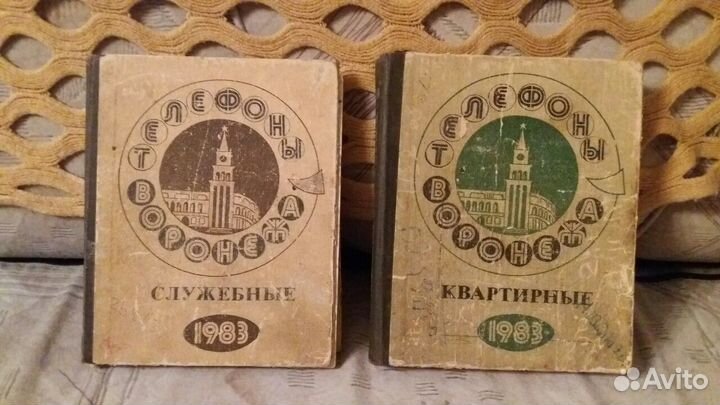 ТЕЛЕФОНЫ
ВОРОНЕЖА
СЛУЖЕБНЫЕ
1983
ТЕЛЕФОНЫ
ВОРОНЕЖА
КВАРТИРНЫЕ
1983
Avito